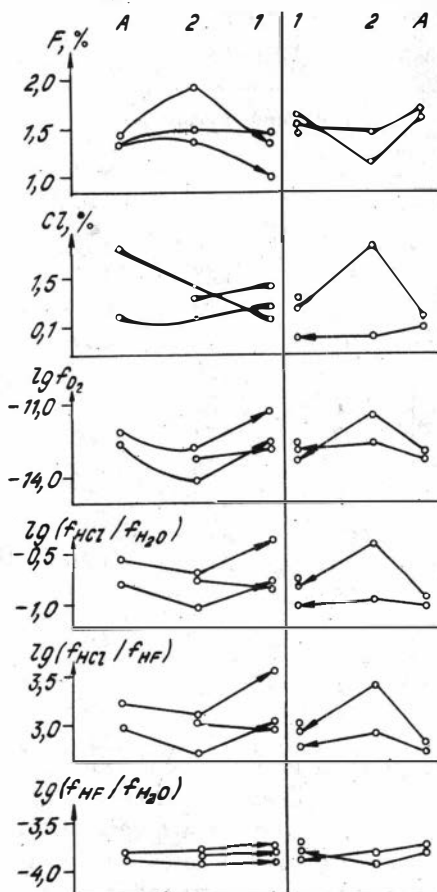 A 2 1 1 2 A
F, %
2,0
1,5
1,0
Cl, %
1,5
0,1
lg fO2
-11,0
-14,0
lg (fHCl / fH2O)
-0,5
-1,0
lg (fHCl / fHF)
3,5
3,0
lg (fHF / fH2O)
-3,5
-4,0